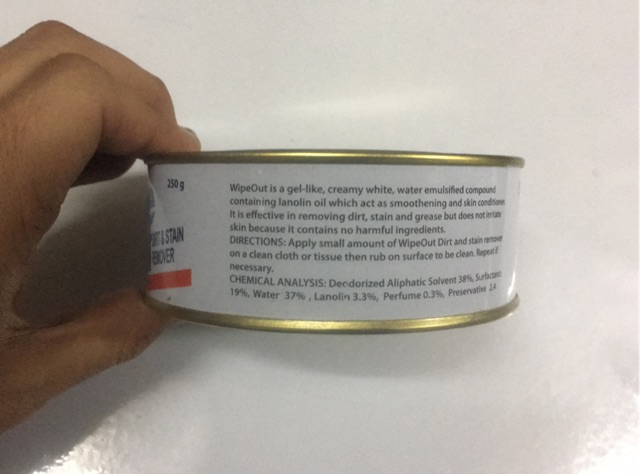 250 g
& STAIN
REMOVER
WipeOut is a gel-like, creamy white, water emulsified compound
containing lanolin oil which act as smoothening and skin conditioner
It is effective in removing dirt, stain and grease but does not irritate
skin because it contains no harmful ingredients.
DIRECTIONS: Apply small amount of WipeOut Dirt and stain remover
on a clean cloth or tissue then rub on surface to be clean. Repeat if
necessary.
CHEMICAL ANALYSIS: Deodorized Aliphatic Solvent 38%, Surfactants
19%, Water 37% , Lanolin 3.3%, Perfume 0.3%, Preservative 2.4